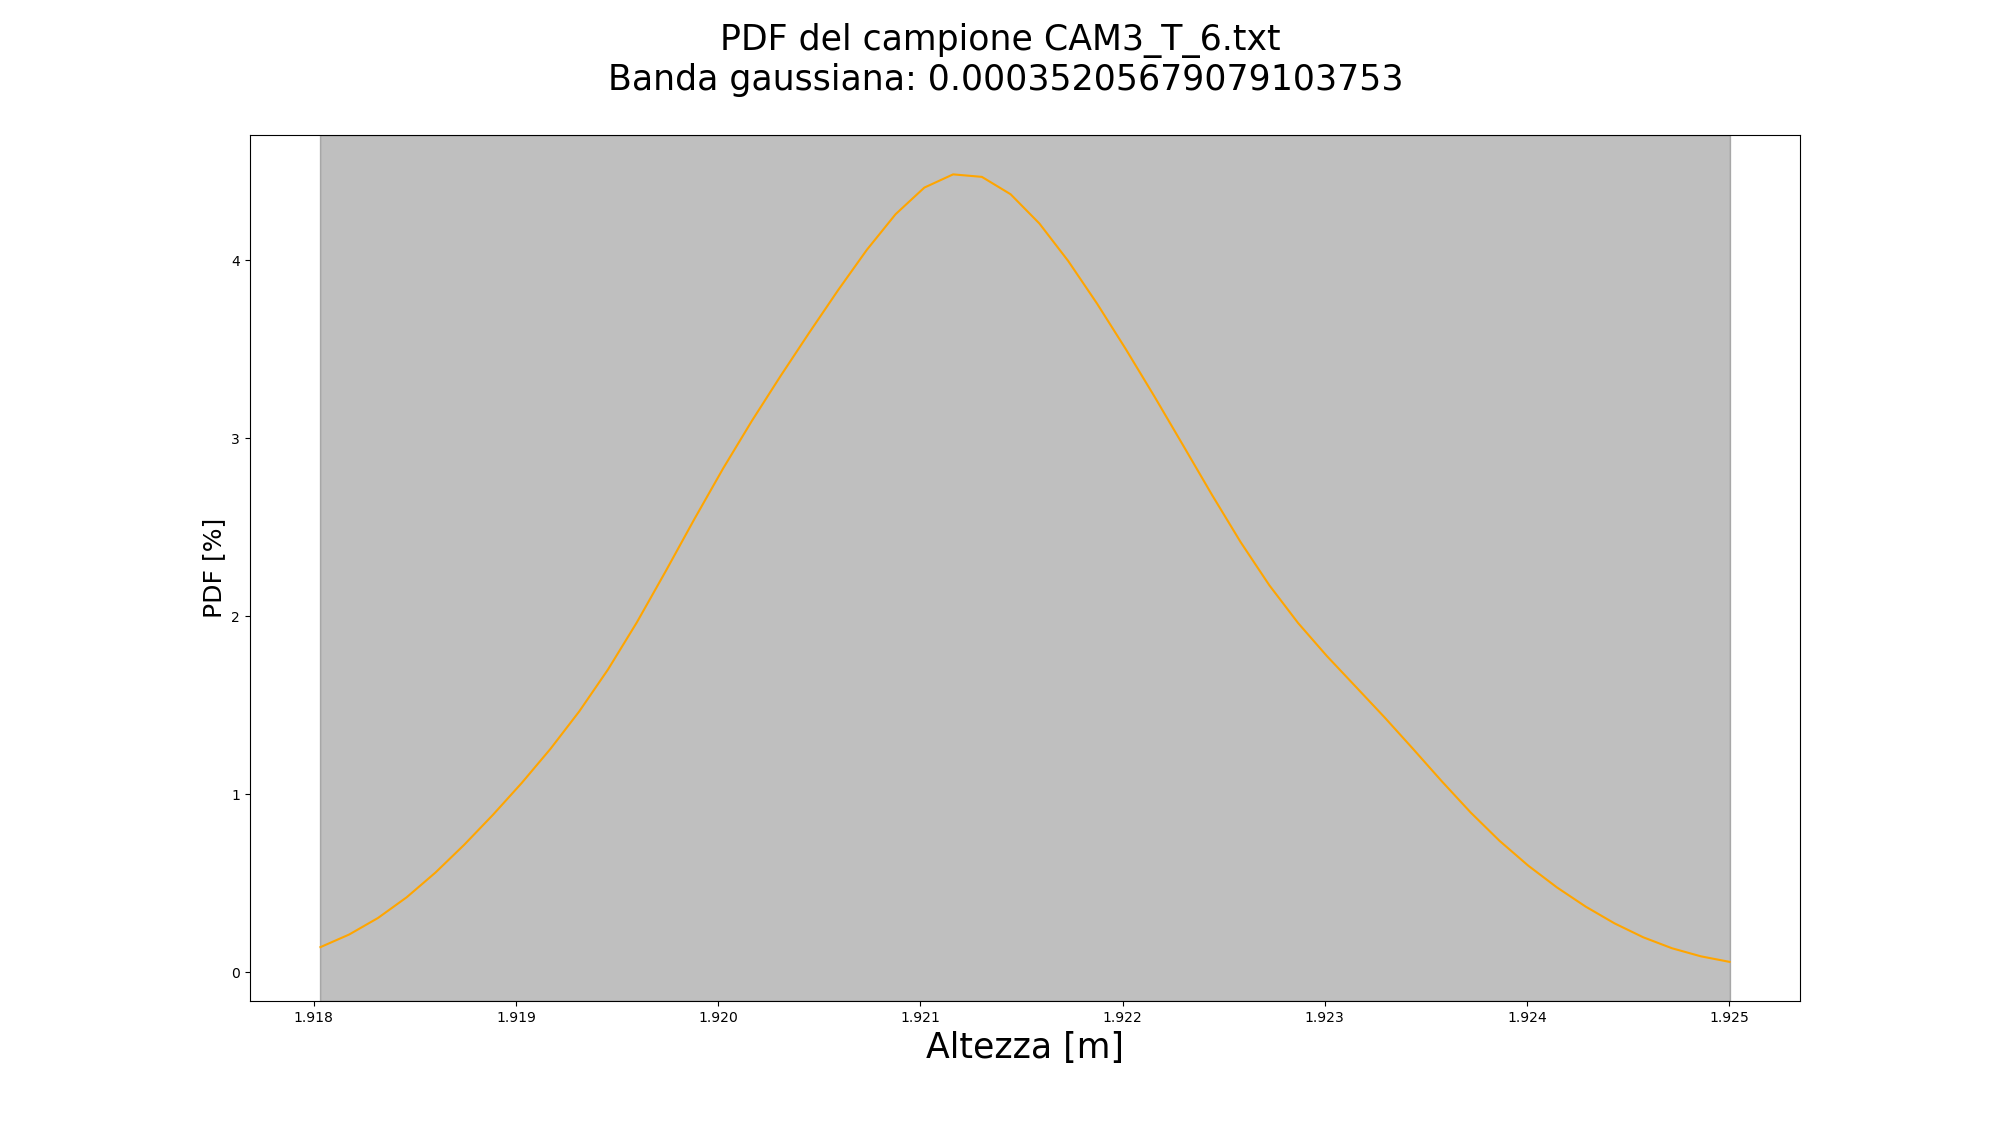 PDF del campione CAM3_T_6.txt
Banda gaussiana: 0.00035205679079103753
PDF [%]
4
3
2
1
0
1.918 1.919 1.920 1.921 1.922 1.923 1.924 1.925
Altezza [m]